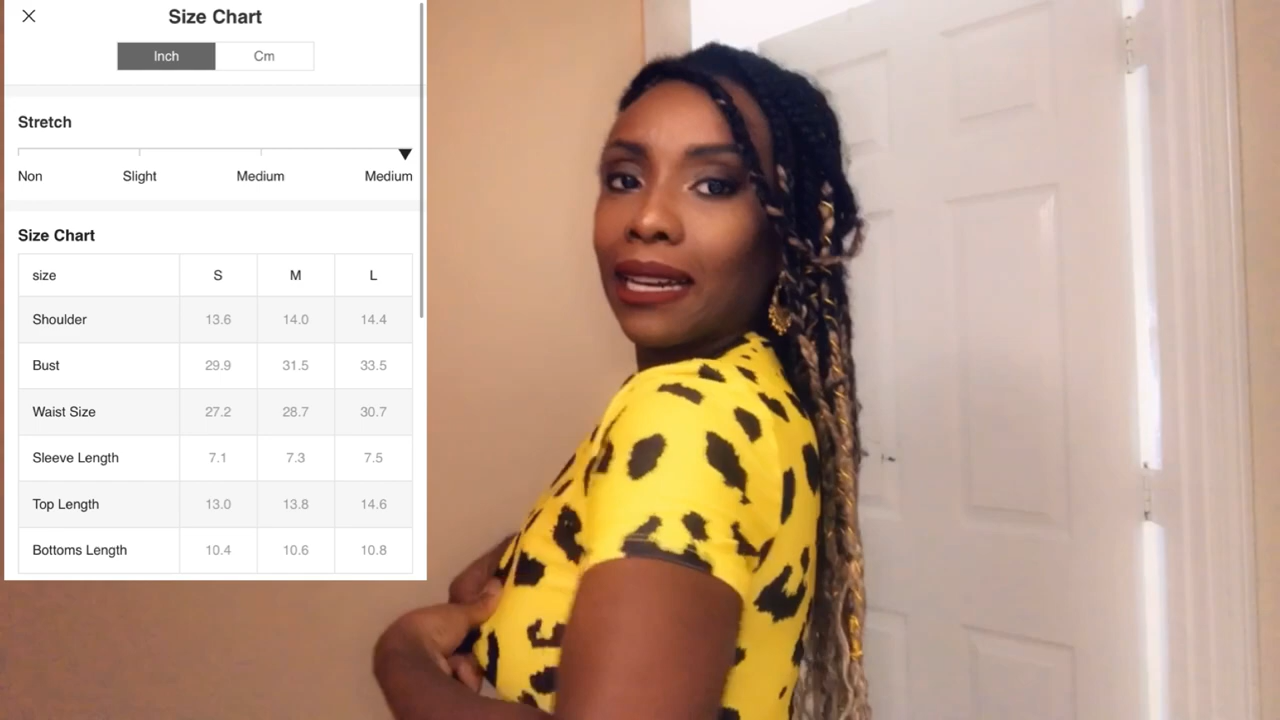 Size Chart
Inch Cm
Stretch
Non Slight Medium Medium
Size Chart
size S M L
Shoulder 13.6 14.0 14.4
Bust 29.9 31.5 33.5
Waist Size 27.2 28.7 30.7
Sleeve Length 7.1 7.3 7.5
Top Length 13.0 13.8 14.6
Bottoms Length 10.4 10.6 10.8